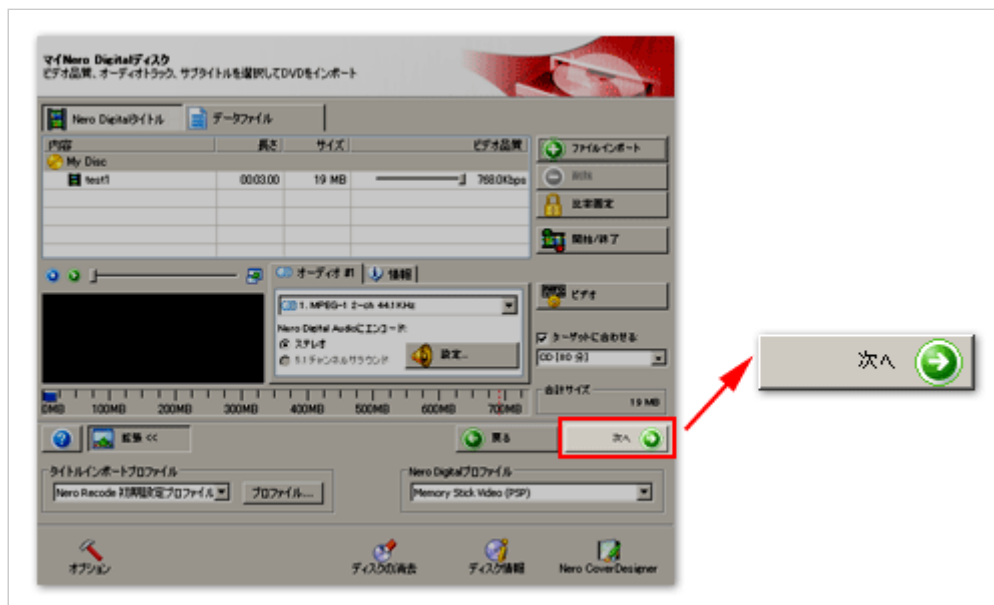 マイNero Digitalディスク
ビデオ品質、オーディオトラック、サブタイトルを選択してDVDをインポート
Nero Digitalタイトル データファイル
内容 長さ サイズ ビデオ品質
My Disc
test1 00:03.00 19 MB 768.0Kbps
ファイルインポート
削除
比率固定
開始/終了
オーディオ #1 情報
1. MPEG-1 2-ch 44.1 KHz
Nero Digital Audioにエンコード:
ステレオ
5.1チャンネルサラウンド
設定...
ビデオ
ターゲットに合わせる:
CD [80 分]
合計サイズ
19 MB
0MB 100MB 200MB 300MB 400MB 500MB 600MB 700MB
拡張 <<
戻る
次へ
次へ
タイトルインポートプロファイル
Nero Recode 初期設定プロファイル
プロファイル...
Nero Digitalプロファイル
Memory Stick Video (PSP)
オプション
ディスクの消去
ディスク情報
Nero CoverDesigner